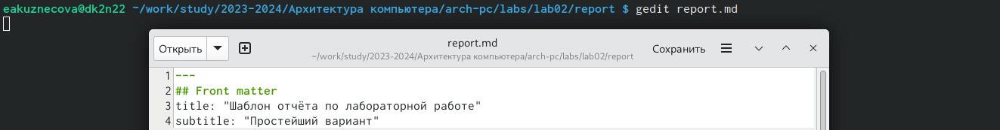 eakuznecova@dk2n22 ~/work/study/2023-2024/Архитектура компьютера/arch-pc/labs/lab02/report $ gedit report.md
Открыть
report.md
~/work/study/2023-2024/Архитектура компьютера/arch-pc/labs/lab02/report
Сохранить
1 ---
2 ## Front matter
3 title: "Шаблон отчёта по лабораторной работе"
4 subtitle: "Простейший вариант"